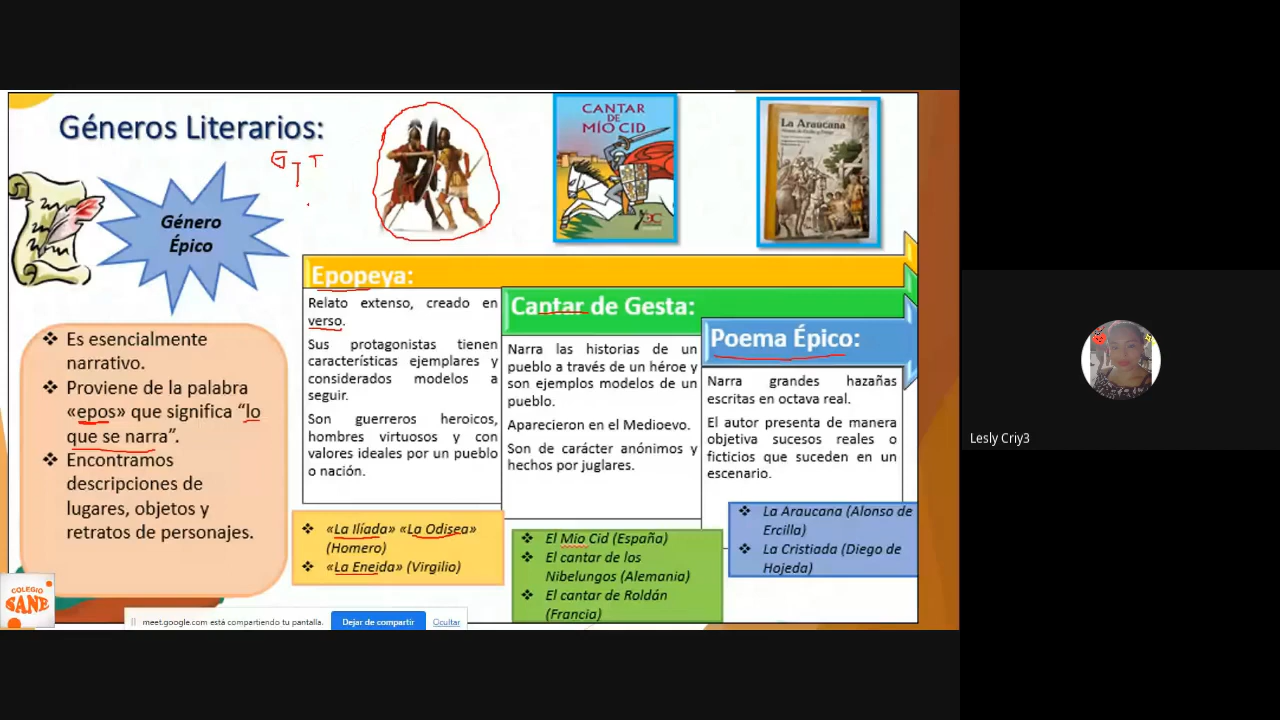 Géneros Literarios:
G T T
Género
Épico
CANTAR
DE
MÍO CID
La Araucana
Epopeya:
Relato extenso, creado en
verso.
Sus protagonistas tienen
características ejemplares y
considerados modelos a
seguir.
Son guerreros heroicos,
hombres virtuosos y con
valores ideales por un pueblo
o nación.
Cantar de Gesta:
Narra las historias de un
pueblo a través de un héroe y
son ejemplos modelos de un
pueblo.
Aparecieron en el Medioevo.
Son de carácter anónimos y
hechos por juglares.
Poema Épico:
Narra grandes hazañas
escritas en octava real.
El autor presenta de manera
objetiva sucesos reales o
ficticios que suceden en un
escenario.
❖ Es esencialmente
narrativo.
❖ Proviene de la palabra
«epos» que significa “lo
que se narra”.
❖ Encontramos
descripciones de
lugares, objetos y
retratos de personajes.
❖ «La Ilíada» «La Odisea»
(Homero)
❖ «La Eneida» (Virgilio)
❖ El Mio Cid (España)
❖ El cantar de los
Nibelungos (Alemania)
❖ El cantar de Roldán
(Francia)
❖ La Araucana (Alonso de
Ercilla)
❖ La Cristiada (Diego de
Hojeda)
COLEGIO
SANE
meet.google.com está compartiendo tu pantalla.
Dejar de compartir
Ocultar
Lesly Criy3